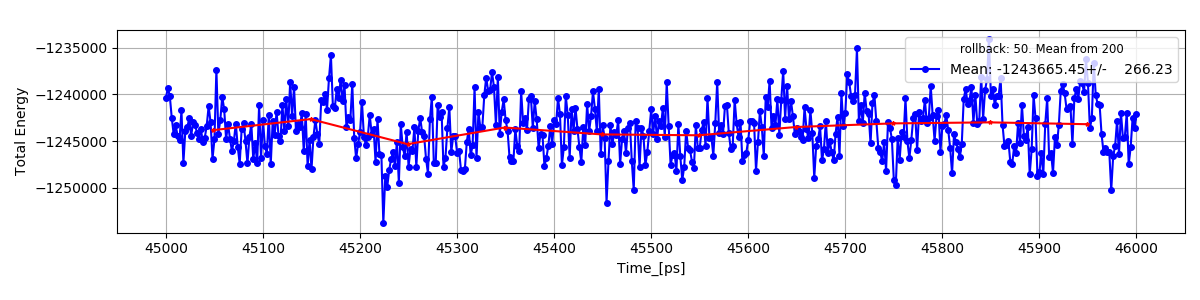 rollback: 50. Mean from 200
Mean: -1243665.45+/-    266.23
Total Energy
−1235000
−1240000
−1245000
−1250000
45000 45100 45200 45300 45400 45500 45600 45700 45800 45900 46000
Time_[ps]